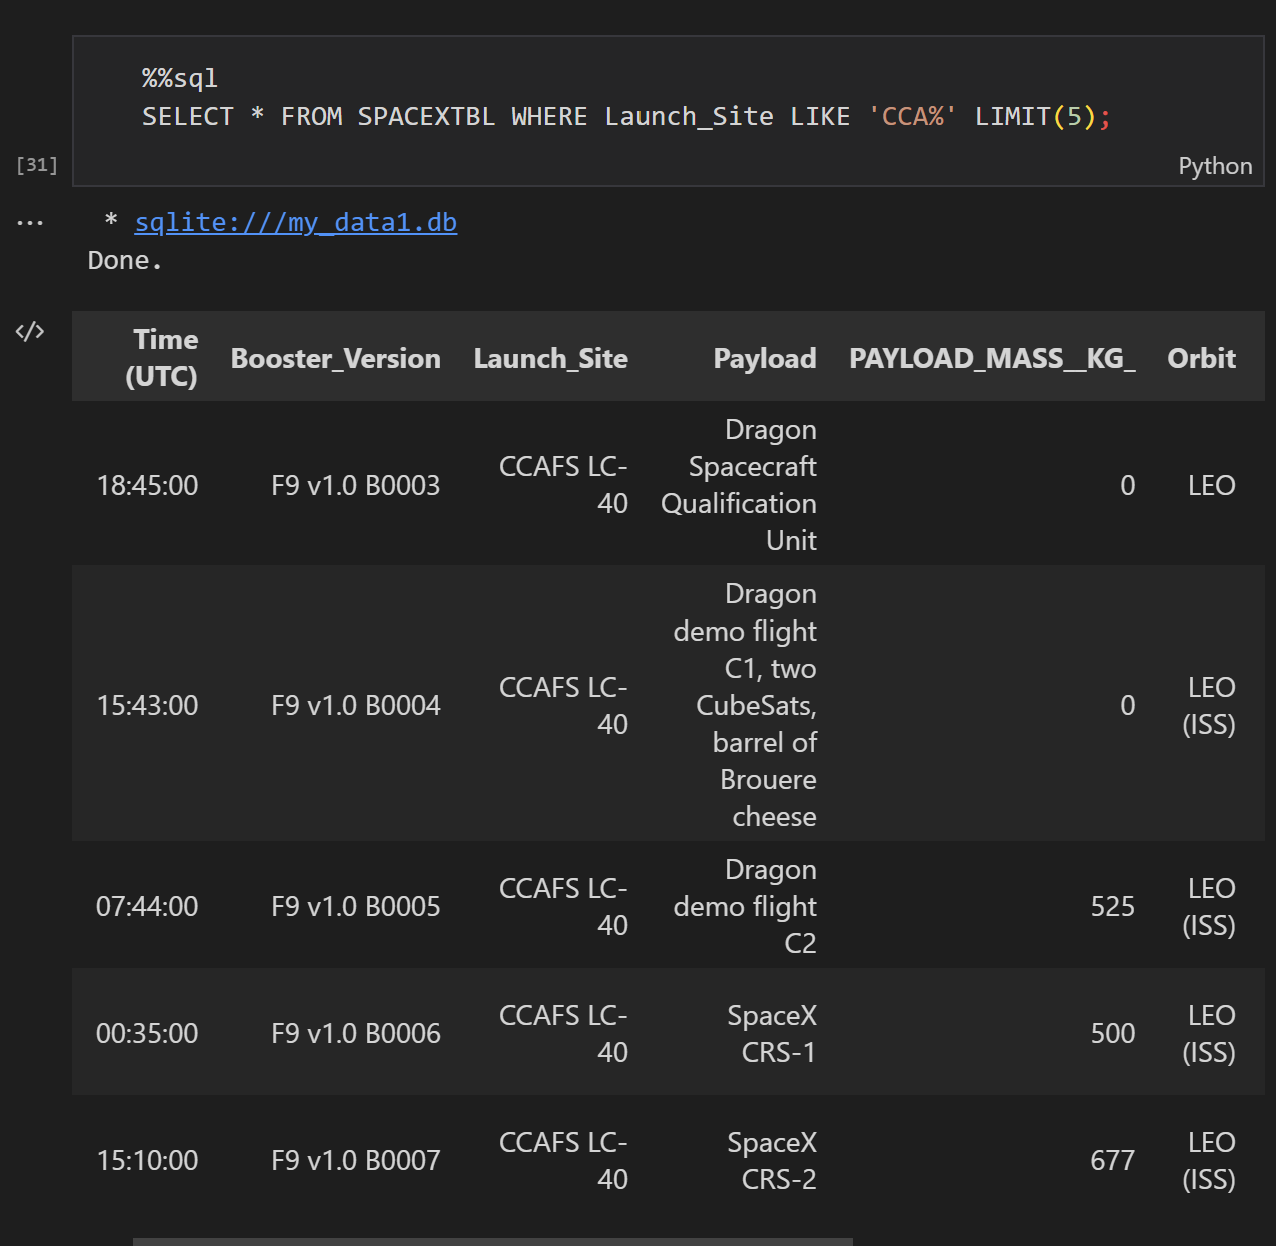 %%sql
SELECT * FROM SPACEXTBL WHERE Launch_Site LIKE 'CCA%' LIMIT(5);
[31]
Python
... * sqlite:///my_data1.db
Done.
</>
Time
(UTC)
Booster_Version
Launch_Site
Payload
PAYLOAD_MASS__KG_
Orbit
18:45:00
F9 v1.0 B0003
CCAFS LC-
40
Dragon
Spacecraft
Qualification
Unit
0
LEO
15:43:00
F9 v1.0 B0004
CCAFS LC-
40
Dragon
demo flight
C1, two
CubeSats,
barrel of
Brouere
cheese
0
LEO
(ISS)
07:44:00
F9 v1.0 B0005
CCAFS LC-
40
Dragon
demo flight
C2
525
LEO
(ISS)
00:35:00
F9 v1.0 B0006
CCAFS LC-
40
SpaceX
CRS-1
500
LEO
(ISS)
15:10:00
F9 v1.0 B0007
CCAFS LC-
40
SpaceX
CRS-2
677
LEO
(ISS)